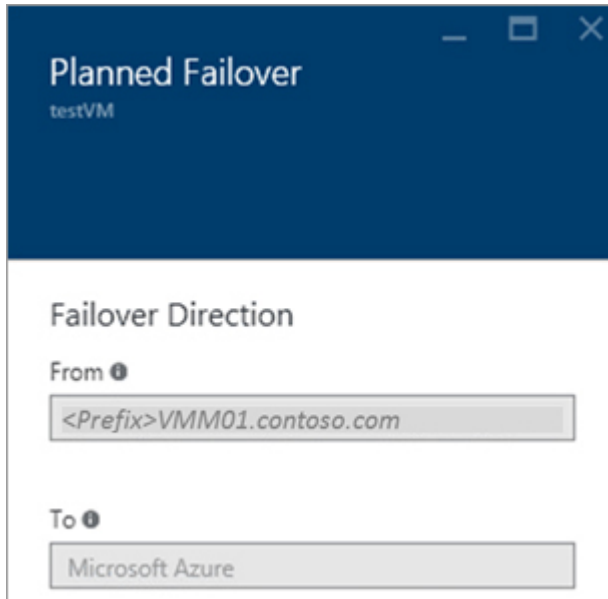 Planned Failover
testVM
Failover Direction
From
<Prefix>VMM01.contoso.com
To
Microsoft Azure